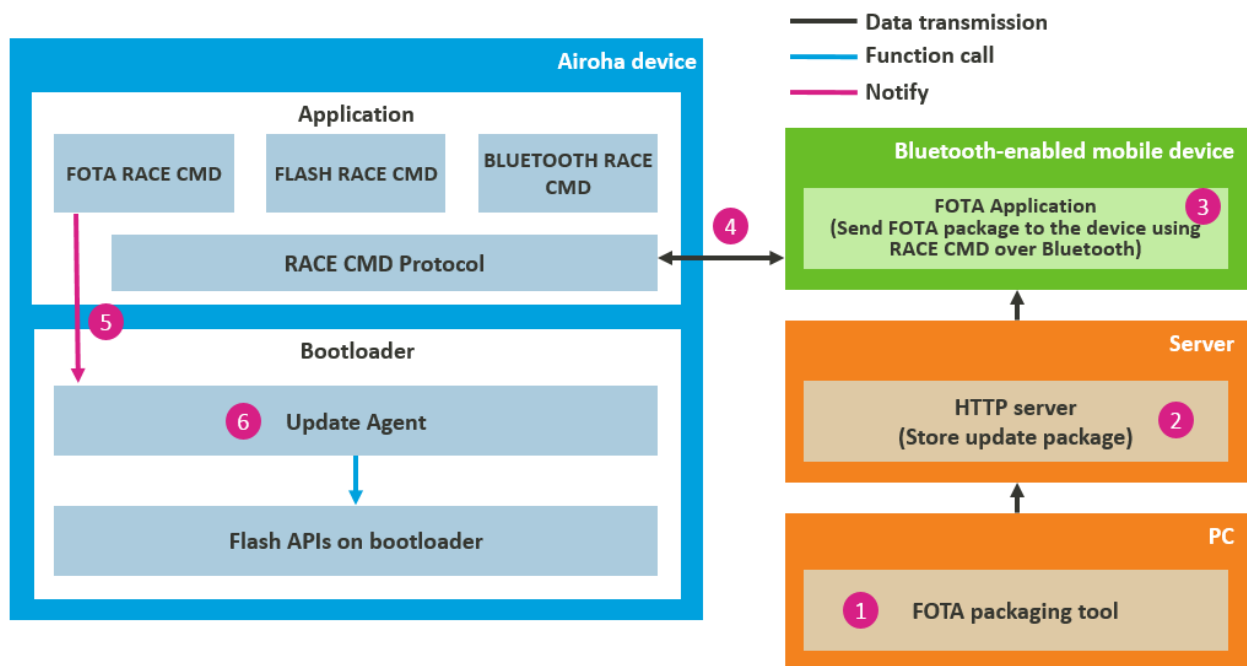 Data transmission
Function call
Notify
Airoha device
Application
FOTA RACE CMD
FLASH RACE CMD
BLUETOOTH RACE
CMD
RACE CMD Protocol
4
5
Bootloader
6
Update Agent
Flash APIs on bootloader
Bluetooth-enabled mobile device
3
FOTA Application
(Send FOTA package to the device using
RACE CMD over Bluetooth)
Server
HTTP server
(Store update package)
2
PC
1
FOTA packaging tool